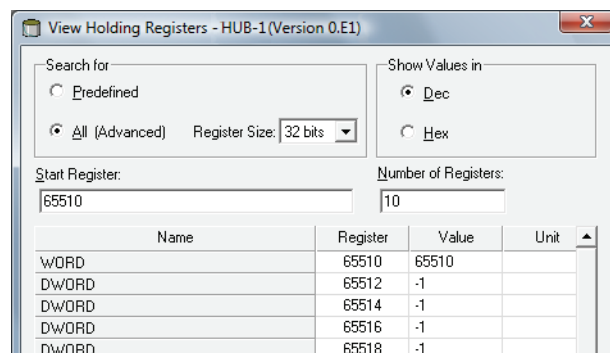 View Holding Registers - HUB-1(Version 0.E1)
Search for
Show Values in
Predefined
Dec
All (Advanced) Register Size: 32 bits
Hex
Start Register:
Number of Registers:
65510
10
Name Register Value Unit
WORD 65510 65510
DWORD 65512 -1
DWORD 65514 -1
DWORD 65516 -1
DWORD 65518 -1